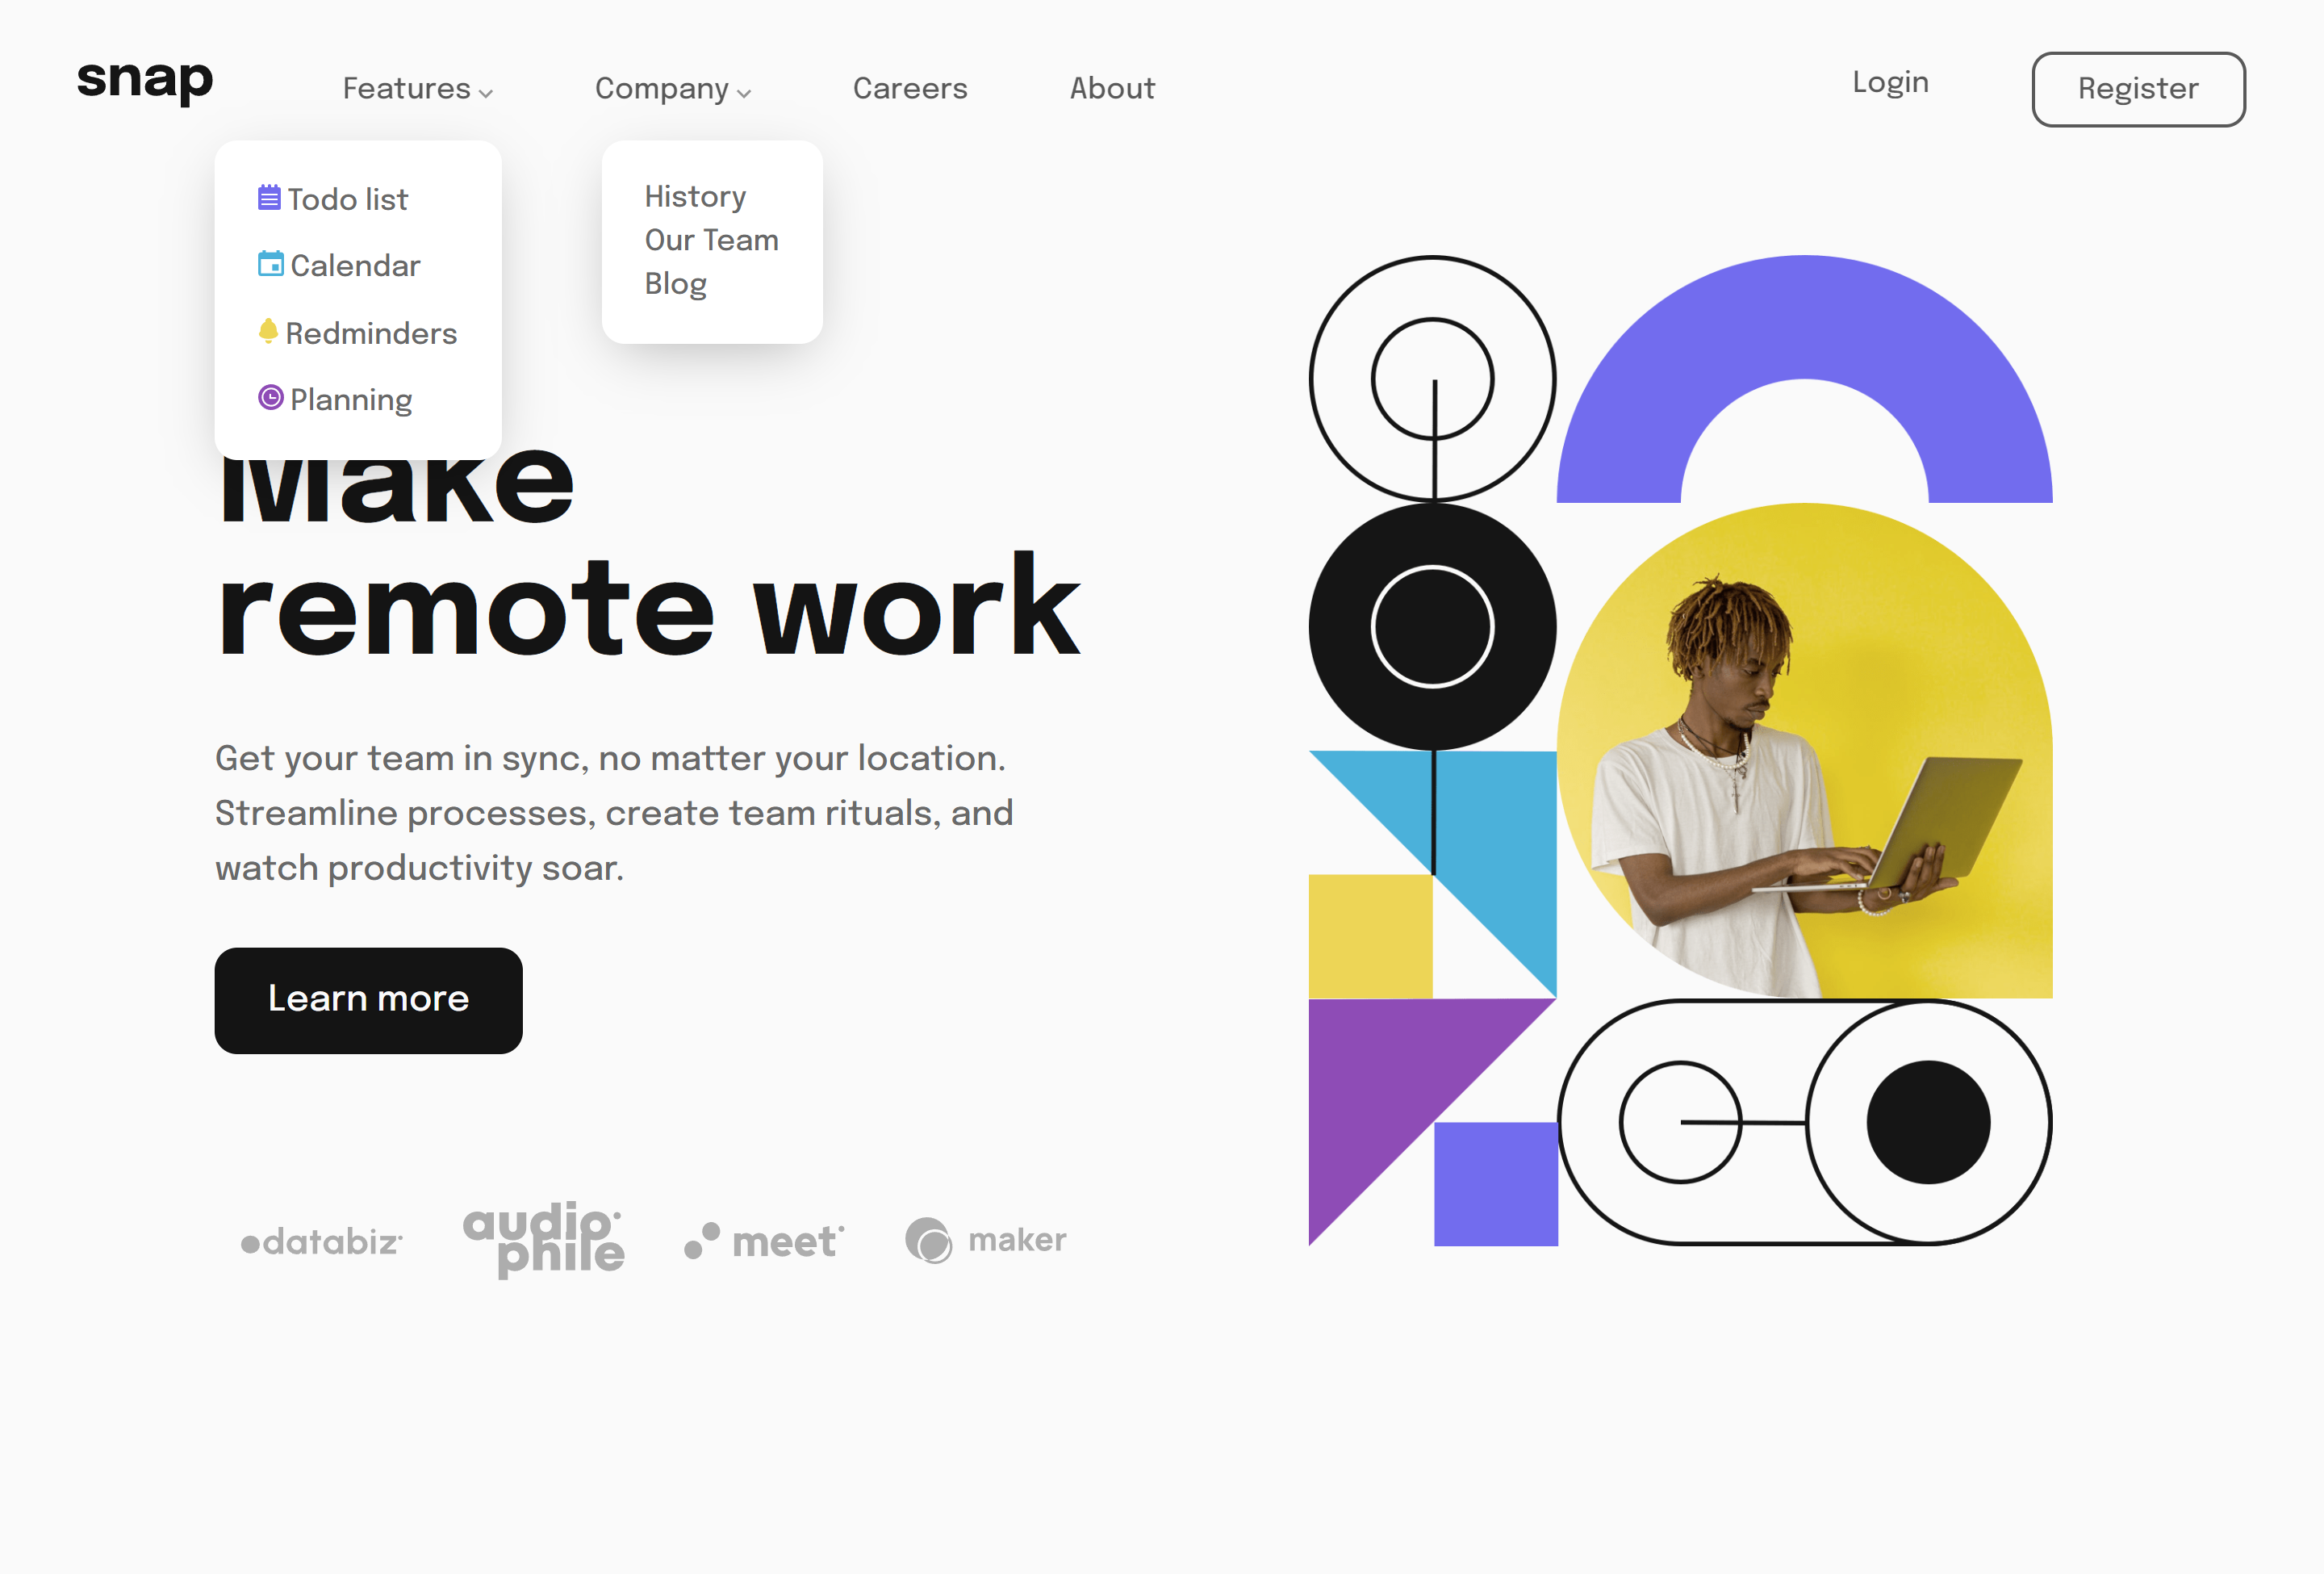 snap Features Company Careers About Login Register
Todo list
Calendar
Redminders
Planning
History
Our Team
Blog
Make
remote work
Get your team in sync, no matter your location.
Streamline processes, create team rituals, and
watch productivity soar.
Learn more
databiz
audio
phile
meet
maker